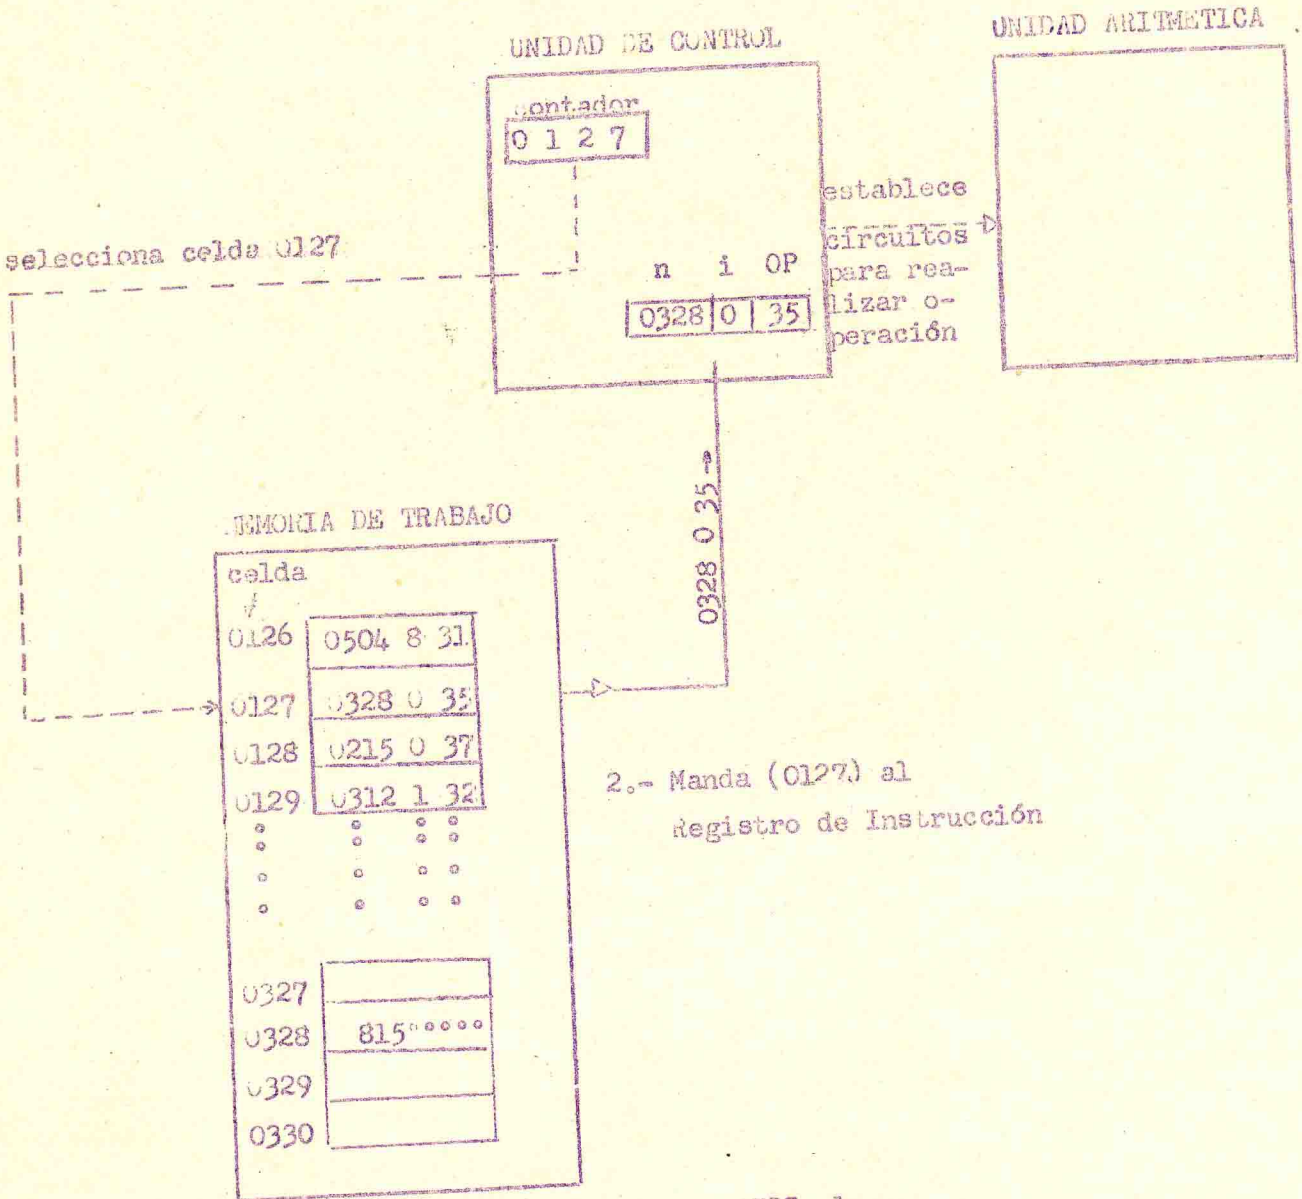 UNIDAD DE CONTROL
UNIDAD ARITMETICA
contador
0 1 2 7
selecciona celda 0127
establece
circuitos
para rea-
lizar o-
peración
n i OP
0328 0 35
0328 0 35
MEMORIA DE TRABAJO
celda
0126 0504 8 31
0127 0328 0 35
0128 0215 0 37
0129 0312 1 32
2.- Manda (0127) al
Registro de Instrucción
0327
0328 815
0329
0330